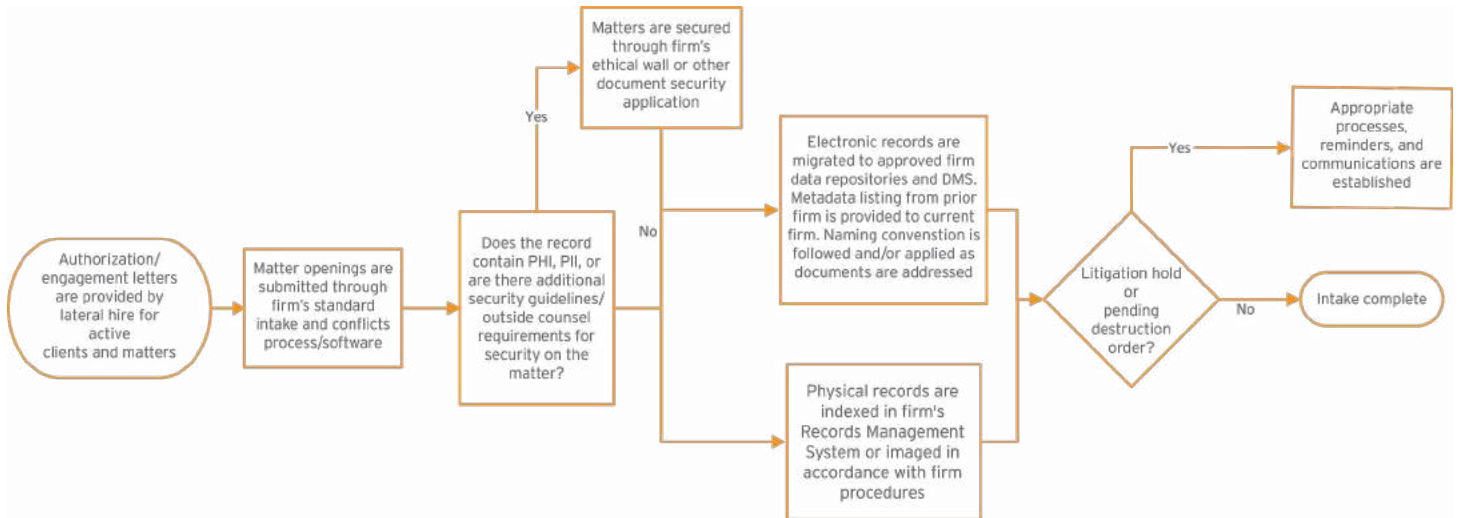 Authorization/
engagement letters
are provided by
lateral hire for
active
clients and matters
Matter openings are
submitted through
firm's standard
intake and conflicts
process/software
Does the record
contain PHI, PII, or
are there additional
security guidelines/
outside counsel
requirements for
security on the
matter?
Yes
Matters are secured
through firm's
ethical wall or other
document security
application
No
Electronic records are
migrated to approved firm
data repositories and DMS.
Metadata listing from prior
firm is provided to current
firm. Naming convenstion is
followed and/or applied as
documents are addressed
Physical records are
indexed in firm's
Records Management
System or imaged in
accordance with firm
procedures
Litigation hold
or
pending
destruction
order?
Yes
Appropriate
processes,
reminders, and
communications are
established
No
Intake complete